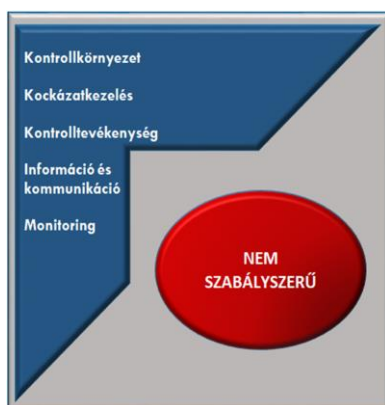 Kontrollkörnyezet
Kockázatkezelés
Kontrolltevékenység
Információ és
kommunikáció
Monitoring
NEM
SZABÁLYSZERŰ